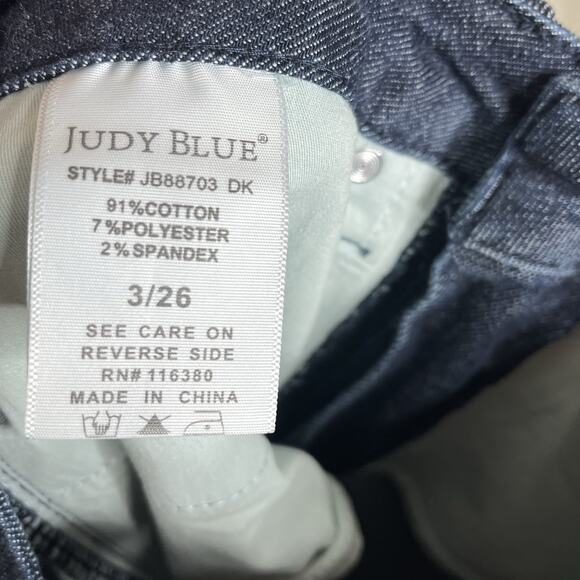 JUDY BLUE®
STYLE# JB88703 DK
91%COTTON
7%POLYESTER
2%SPANDEX
3/26
SEE CARE ON
REVERSE SIDE
RN# 116380
MADE IN CHINA